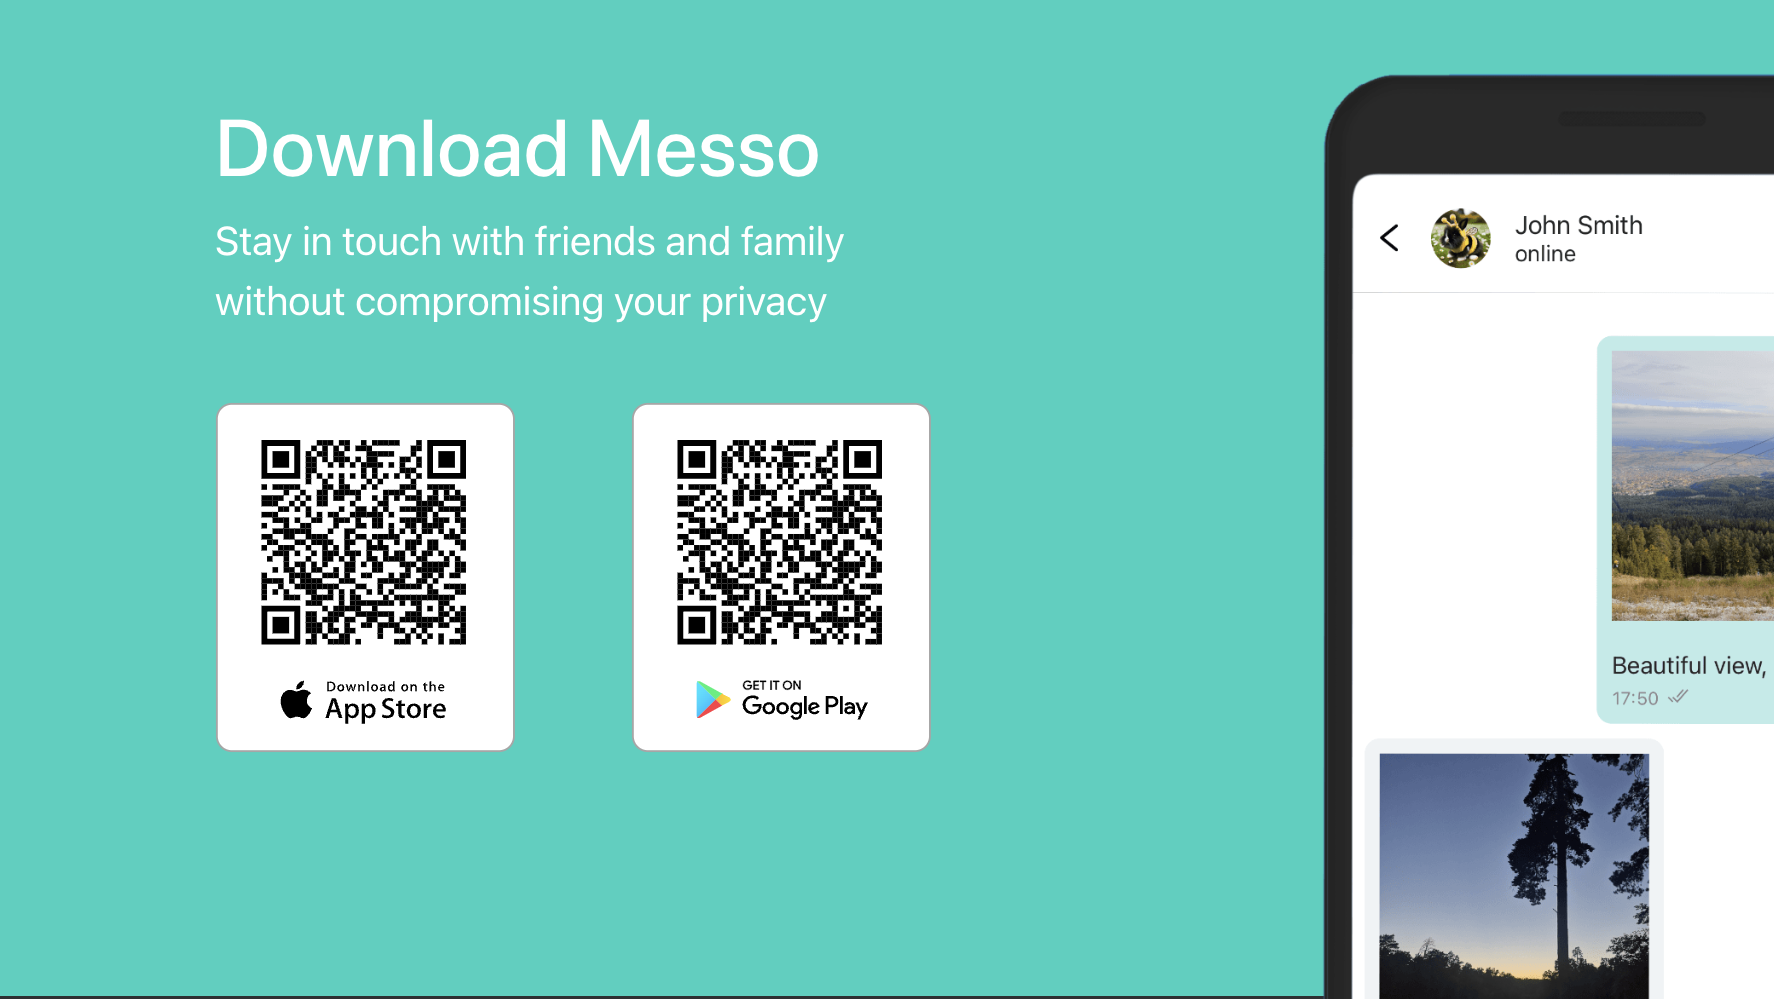 Download Messo
Stay in touch with friends and family
without compromising your privacy
Download on the
App Store
GET IT ON
Google Play
John Smith
online
Beautiful view,
17:50